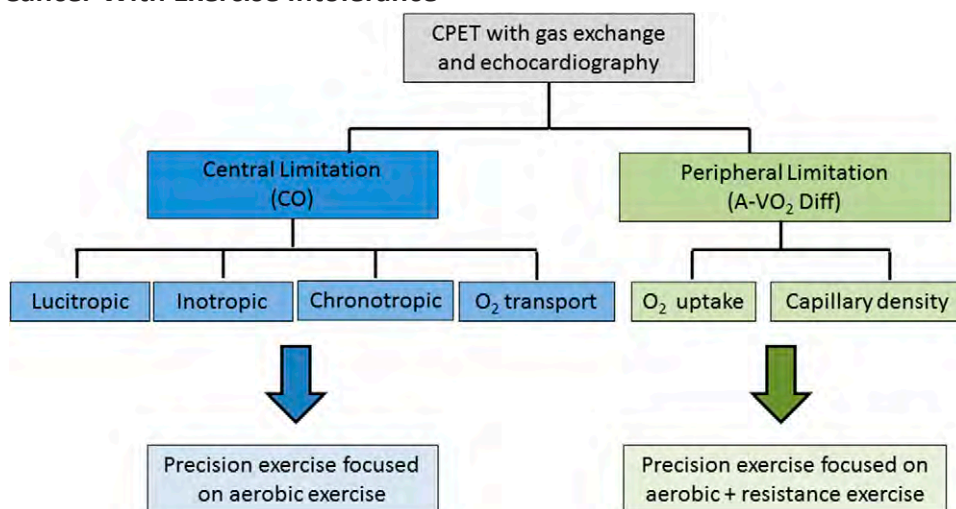 Cancer With Exercise Intolerance
CPET with gas exchange
and echocardiography
Central Limitation
(CO)
Peripheral Limitation
(A-VO₂ Diff)
Lucitropic
Inotropic
Chronotropic
O₂ transport
O₂ uptake
Capillary density
Precision exercise focused
on aerobic exercise
Precision exercise focused on
aerobic + resistance exercise